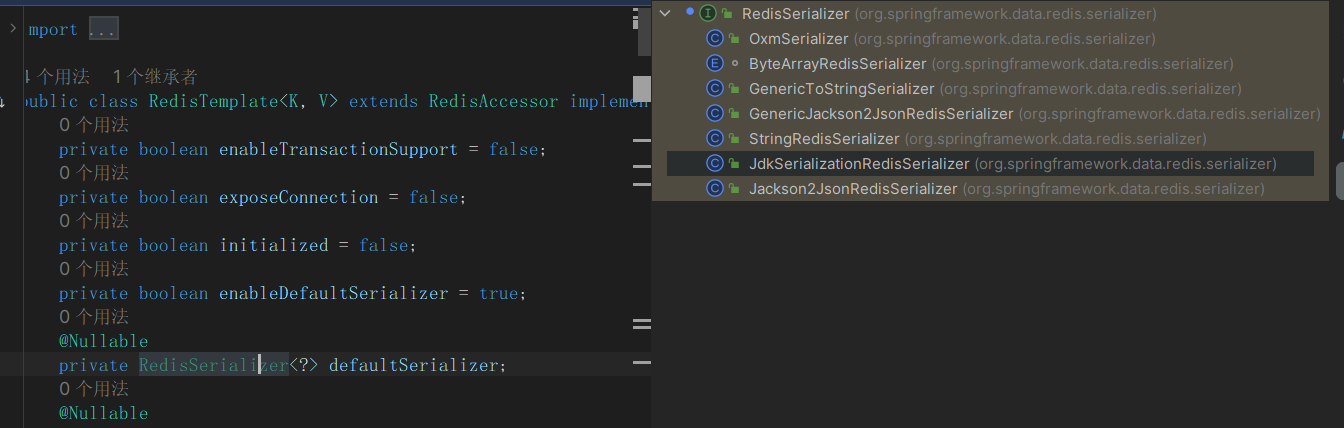 mport ...
4 个用法 1 个继承者
public class RedisTemplate<K, V> extends RedisAccessor implemen
0 个用法
private boolean enableTransactionSupport = false;
0 个用法
private boolean exposeConnection = false;
0 个用法
private boolean initialized = false;
0 个用法
private boolean enableDefaultSerializer = true;
0 个用法
@Nullable
private RedisSerializer<?> defaultSerializer;
0 个用法
@Nullable
I RedisSerializer (org.springframework.data.redis.serializer)
C OxmSerializer (org.springframework.data.redis.serializer)
E ByteArrayRedisSerializer (org.springframework.data.redis.serializer)
C GenericToStringSerializer (org.springframework.data.redis.serializer)
C GenericJackson2JsonRedisSerializer (org.springframework.data.redis.serializer)
C StringRedisSerializer (org.springframework.data.redis.serializer)
C JdkSerializationRedisSerializer (org.springframework.data.redis.serializer)
C Jackson2JsonRedisSerializer (org.springframework.data.redis.serializer)